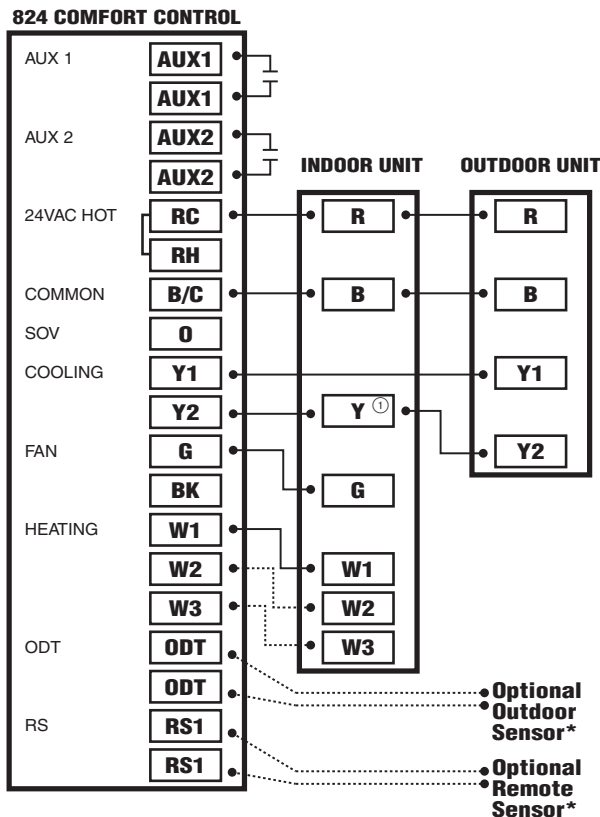 824 COMFORT CONTROL
AUX 1 AUX1
AUX1
AUX 2 AUX2
AUX2
INDOOR UNIT OUTDOOR UNIT
24VAC HOT RC R R
RH
COMMON B/C B B
SOV O
COOLING Y1 Y1
Y2 Y ① Y2
FAN G G
BK
HEATING W1 W1
W2 W2
W3 W3
ODT ODT
ODT
Optional
Outdoor
Sensor*
RS RS1
RS1
Optional
Remote
Sensor*